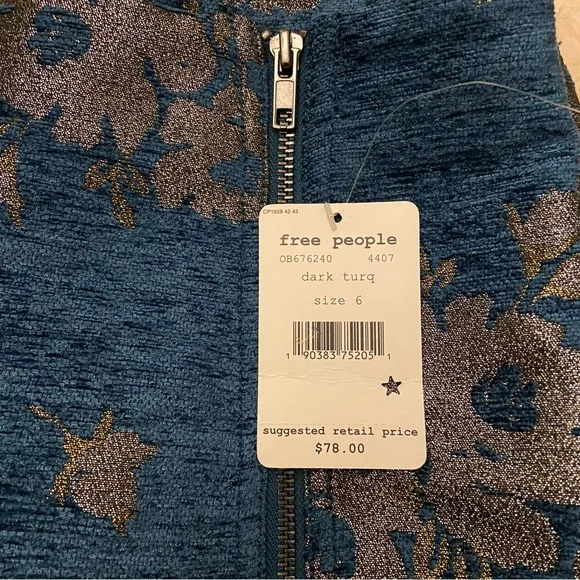 CP1959 42 43
free people
OB676240 4407
dark turq
size 6
1 90383 75205 1
suggested retail price
$78.00